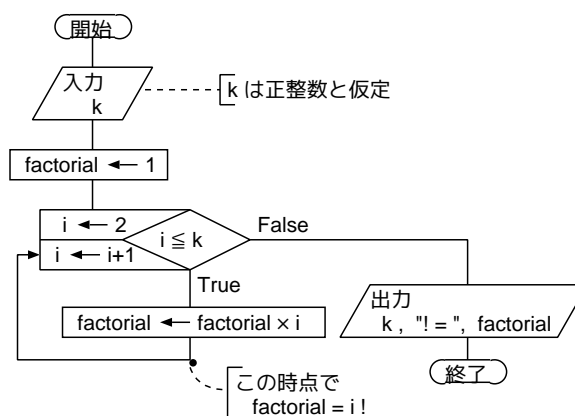 開始
入力
k
k は正整数と仮定
factorial ← 1
i ← 2
i ← i+1
i ≦ k
False
True
factorial ← factorial × i
出力
k , "! = ", factorial
この時点で
factorial = i !
終了